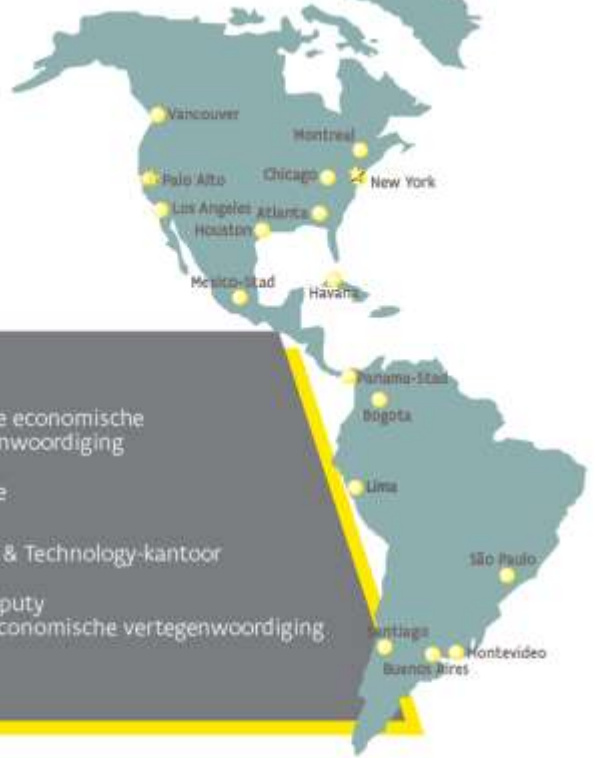 Vancouver
Montreal
Palo Alto
Chicago
New York
Los Angeles
Atlanta
Houston
Mexico-Stad
Havana
Panama-Stad
Bogota
Lima
São Paulo
Santiago
Montevideo
Buenos Aires
e economische
nwoordiging
e
& Technology-kantoor
puty
conomische vertegenwoordiging